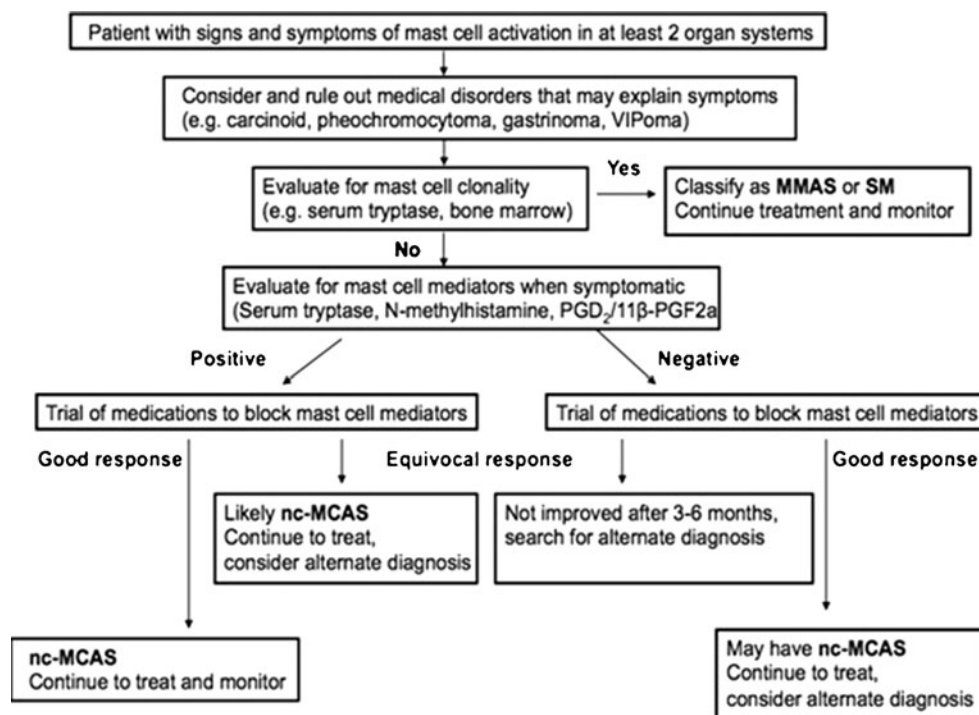 Patient with signs and symptoms of mast cell activation in at least 2 organ systems
Consider and rule out medical disorders that may explain symptoms
(e.g. carcinoid, pheochromocytoma, gastrinoma, VIPoma)
Evaluate for mast cell clonality
(e.g. serum tryptase, bone marrow)
Yes
Classify as MMAS or SM
Continue treatment and monitor
No
Evaluate for mast cell mediators when symptomatic
(Serum tryptase, N-methylhistamine, PGD₂/11β-PGF2a
Positive
Negative
Trial of medications to block mast cell mediators
Trial of medications to block mast cell mediators
Good response
Equivocal response
Good response
Likely nc-MCAS
Continue to treat,
consider alternate diagnosis
Not improved after 3-6 months,
search for alternate diagnosis
nc-MCAS
Continue to treat and monitor
May have nc-MCAS
Continue to treat,
consider alternate diagnosis